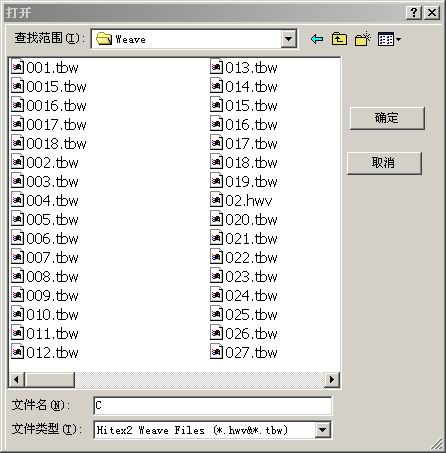 打开
查找范围(I):
Weave
001.tbw
0015.tbw
0016.tbw
0017.tbw
0018.tbw
002.tbw
003.tbw
004.tbw
005.tbw
006.tbw
007.tbw
008.tbw
009.tbw
010.tbw
011.tbw
012.tbw
013.tbw
014.tbw
015.tbw
016.tbw
017.tbw
018.tbw
019.tbw
02.hwv
020.tbw
021.tbw
022.tbw
023.tbw
024.tbw
025.tbw
026.tbw
027.tbw
确定
取消
文件名(N):
C
文件类型(T):
Hitex2 Weave Files (*.hwv&*.tbw)